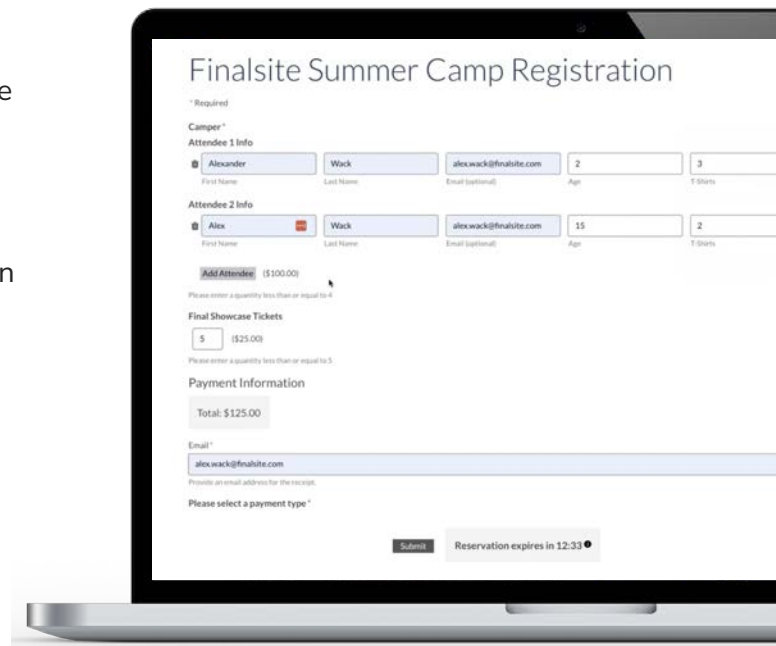 e
n
Finalsite Summer Camp Registration
* Required
Camper *
Attendee 1 Info
Alexander Wack alex.wack@finalsite.com 2 3
First Name Last Name Email (optional) Age T-Shirts
Attendee 2 Info
Alex Wack alex.wack@finalsite.com 15 2
First Name Last Name Email (optional) Age T-Shirts
Add Attendee ($100.00)
Please enter a quantity less than or equal to 4
Final Showcase Tickets
5 ($25.00)
Please enter a quantity less than or equal to 5
Payment Information
Total: $125.00
Email *
alex.wack@finalsite.com
Provide an email address for the receipt.
Please select a payment type *
Submit Reservation expires in 12:33